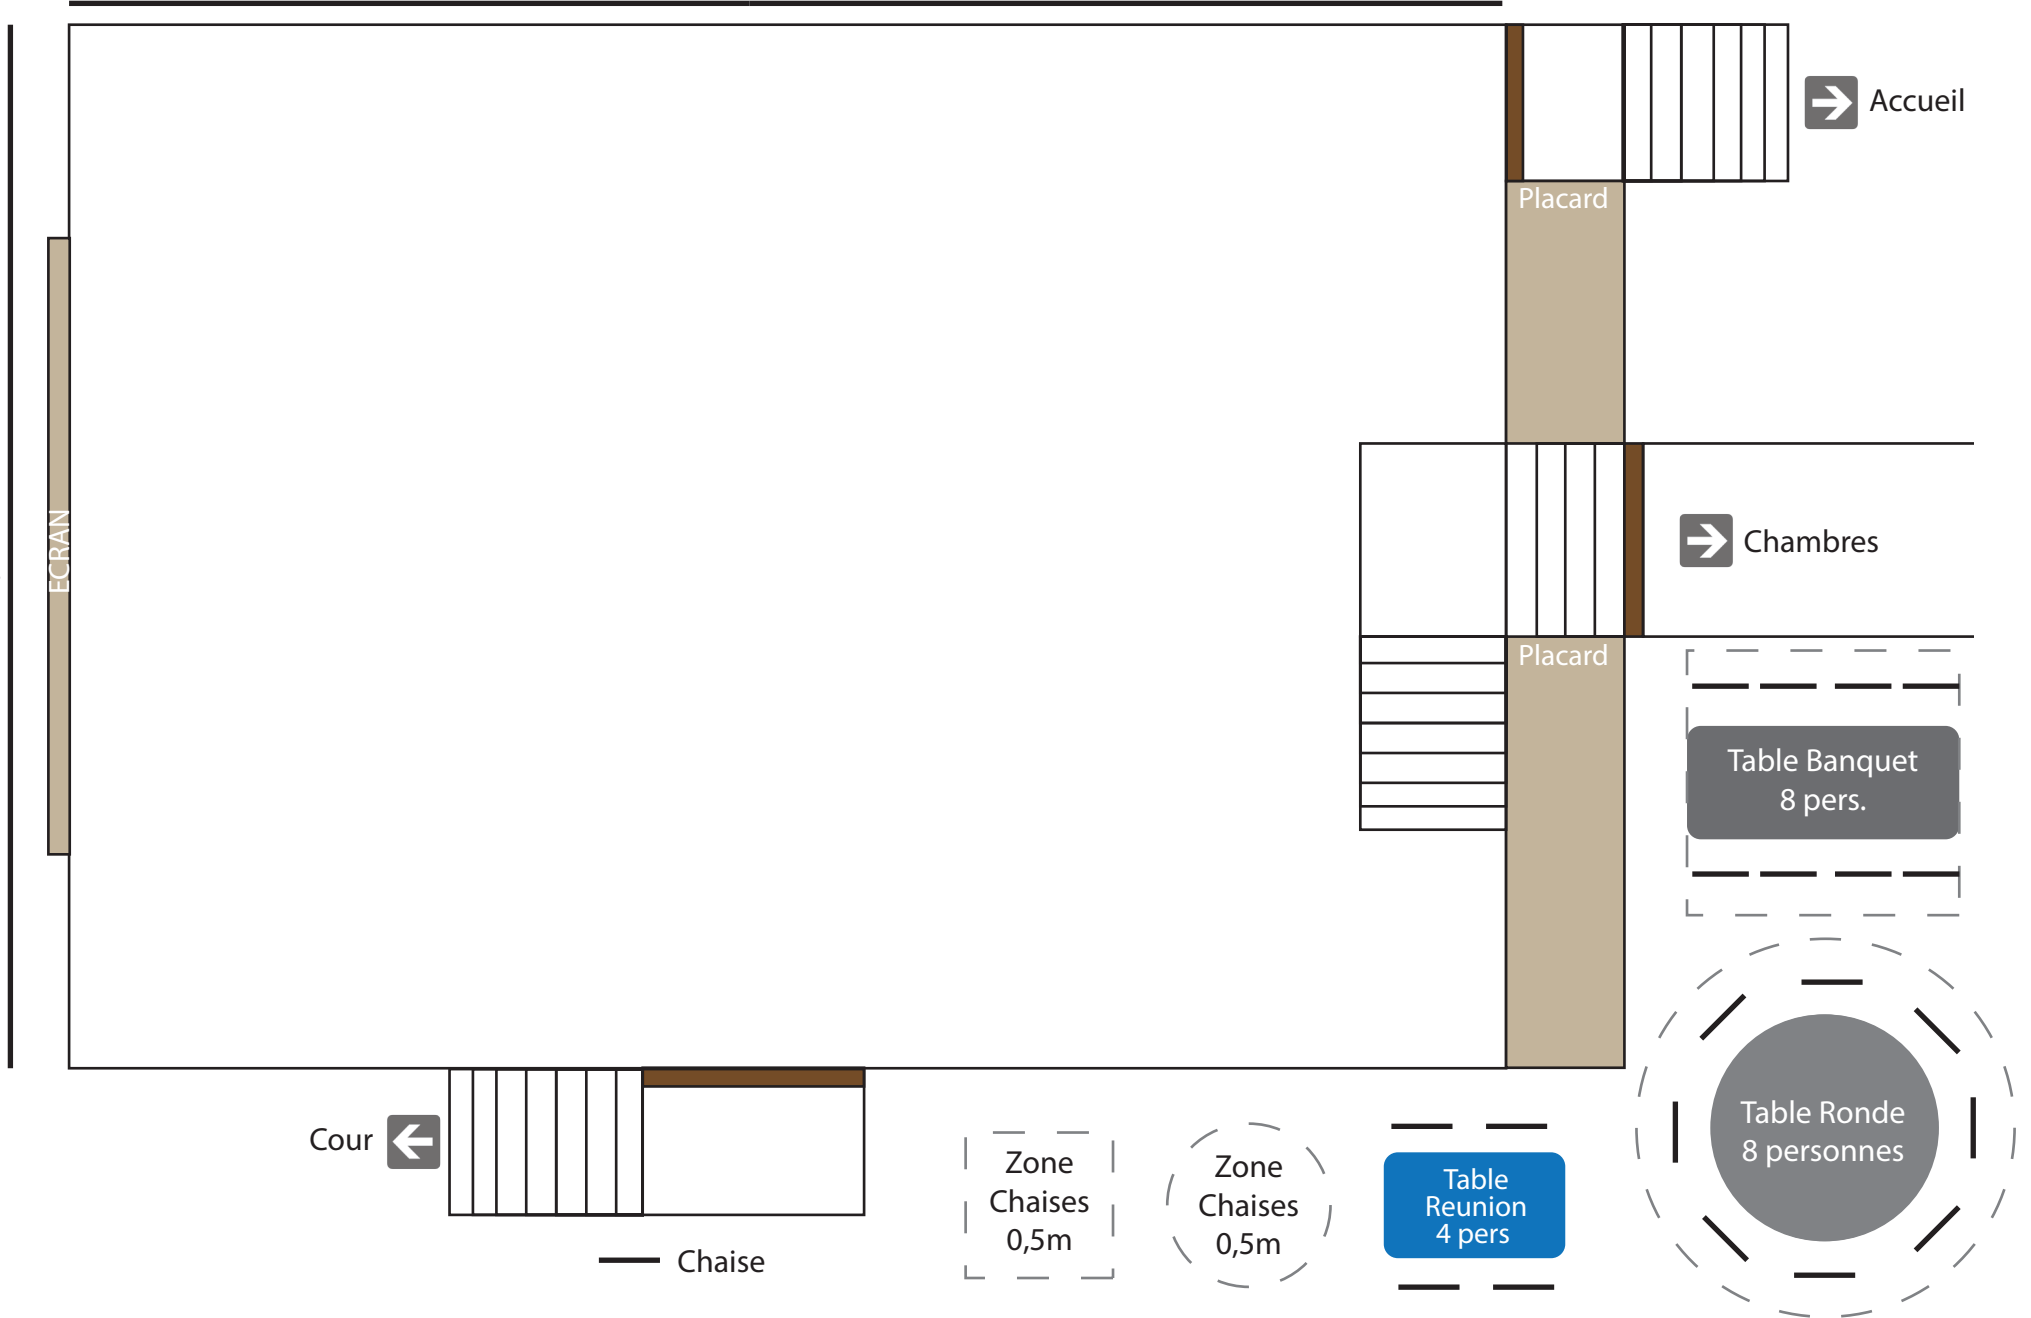 Accueil
Placard
ECRAN
Chambres
Placard
Table Banquet
8 pers.
Table Ronde
8 personnes
Cour
Zone
Chaises
0,5m
Zone
Chaises
0,5m
Table
Reunion
4 pers
Chaise